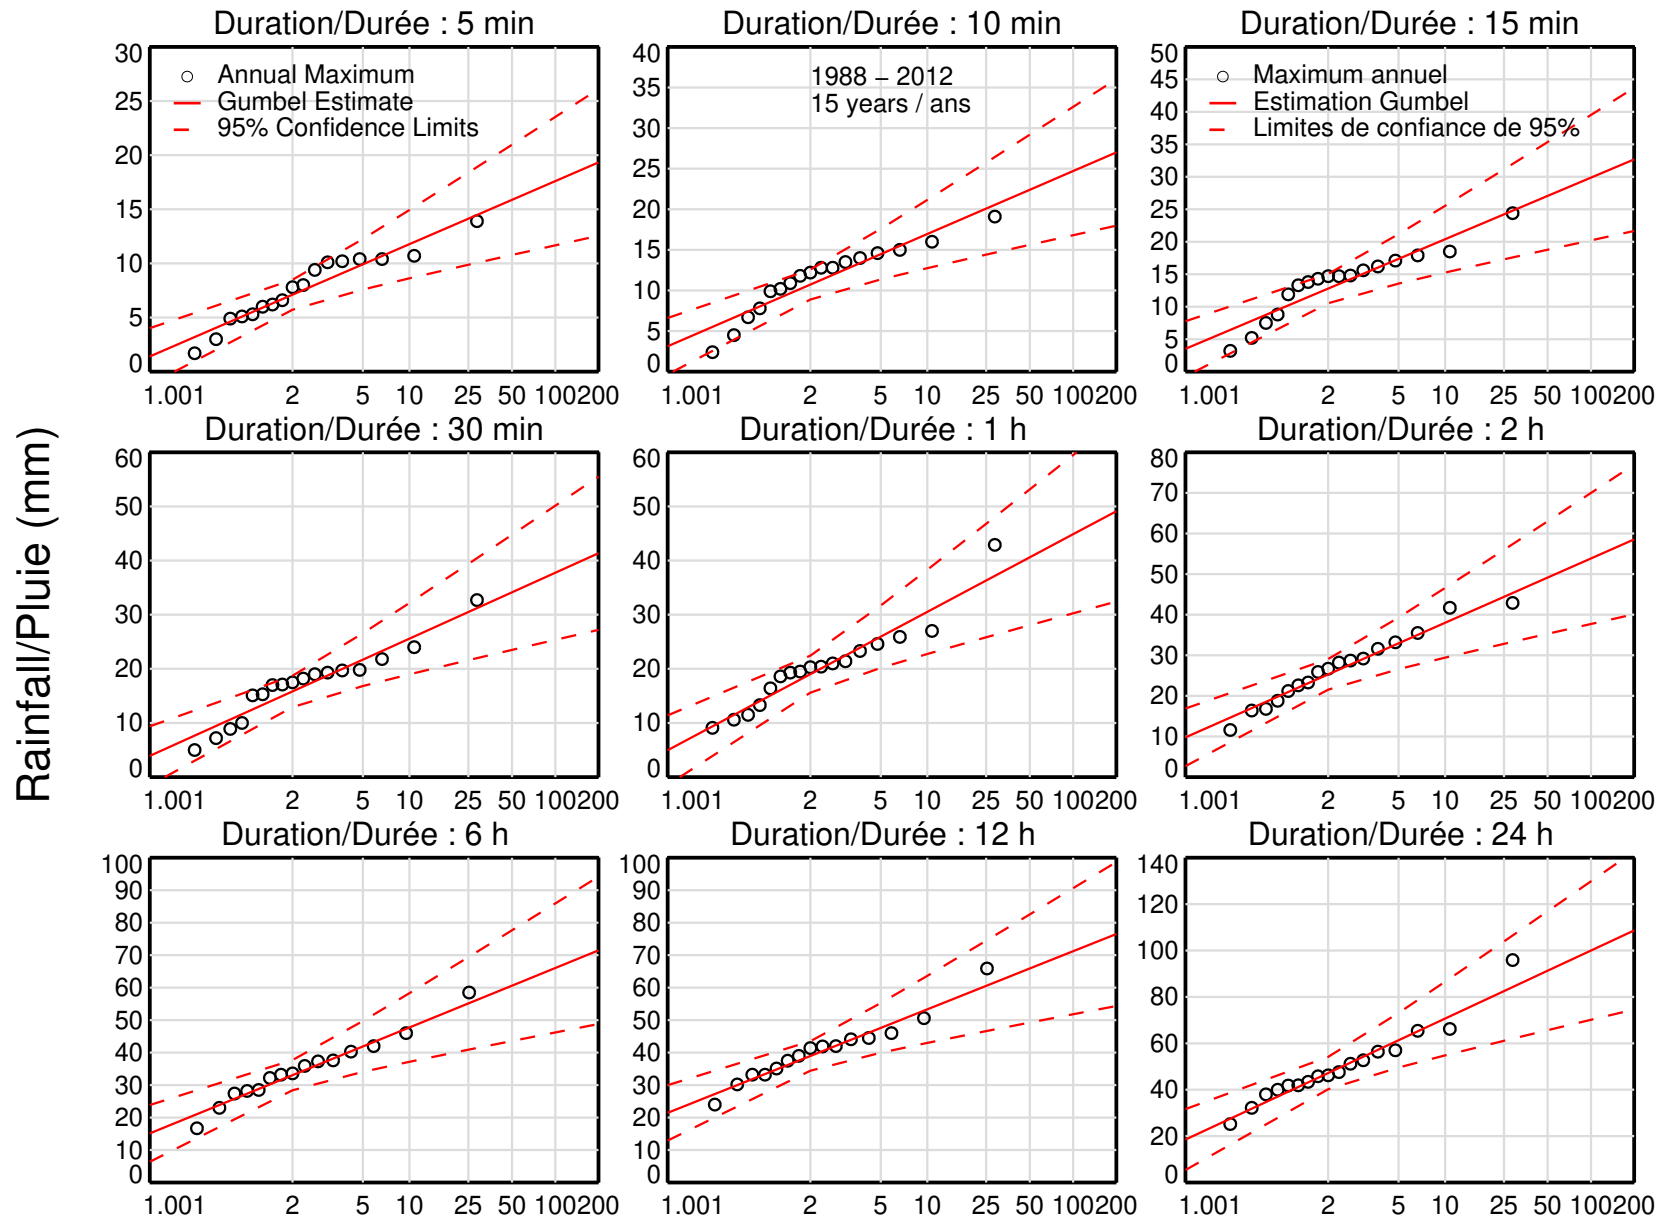 Duration/Durée : 5 min
Duration/Durée : 10 min
Duration/Durée : 15 min
30
25
20
15
10
5
0
Annual Maximum
Gumbel Estimate
95% Confidence Limits
1.001 2 5 10 25 50 100200
40
35
30
25
20
15
10
5
0
1988 – 2012
15 years / ans
1.001 2 5 10 25 50 100200
50
45
40
35
30
25
20
15
10
5
0
Maximum annuel
Estimation Gumbel
Limites de confiance de 95%
1.001 2 5 10 25 50 100200
Rainfall/Pluie (mm)
Duration/Durée : 30 min
Duration/Durée : 1 h
Duration/Durée : 2 h
60
50
40
30
20
10
0
1.001 2 5 10 25 50 100200
60
50
40
30
20
10
0
1.001 2 5 10 25 50 100200
80
70
60
50
40
30
20
10
0
1.001 2 5 10 25 50 100200
Duration/Durée : 6 h
Duration/Durée : 12 h
Duration/Durée : 24 h
100
90
80
70
60
50
40
30
20
10
0
1.001 2 5 10 25 50 100200
100
90
80
70
60
50
40
30
20
10
0
1.001 2 5 10 25 50 100200
140
120
100
80
60
40
20
0
1.001 2 5 10 25 50 100200